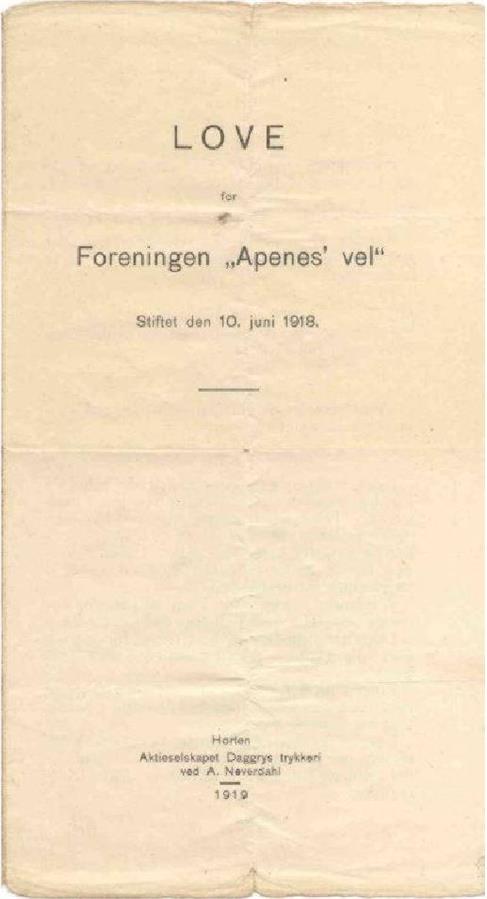 LOVE
for
Foreningen „Apenes' vel“
Stiftet den 10. juni 1918.
Horten
Aktieselskapet Daggrys trykkeri
ved A. Neverdahl
1919